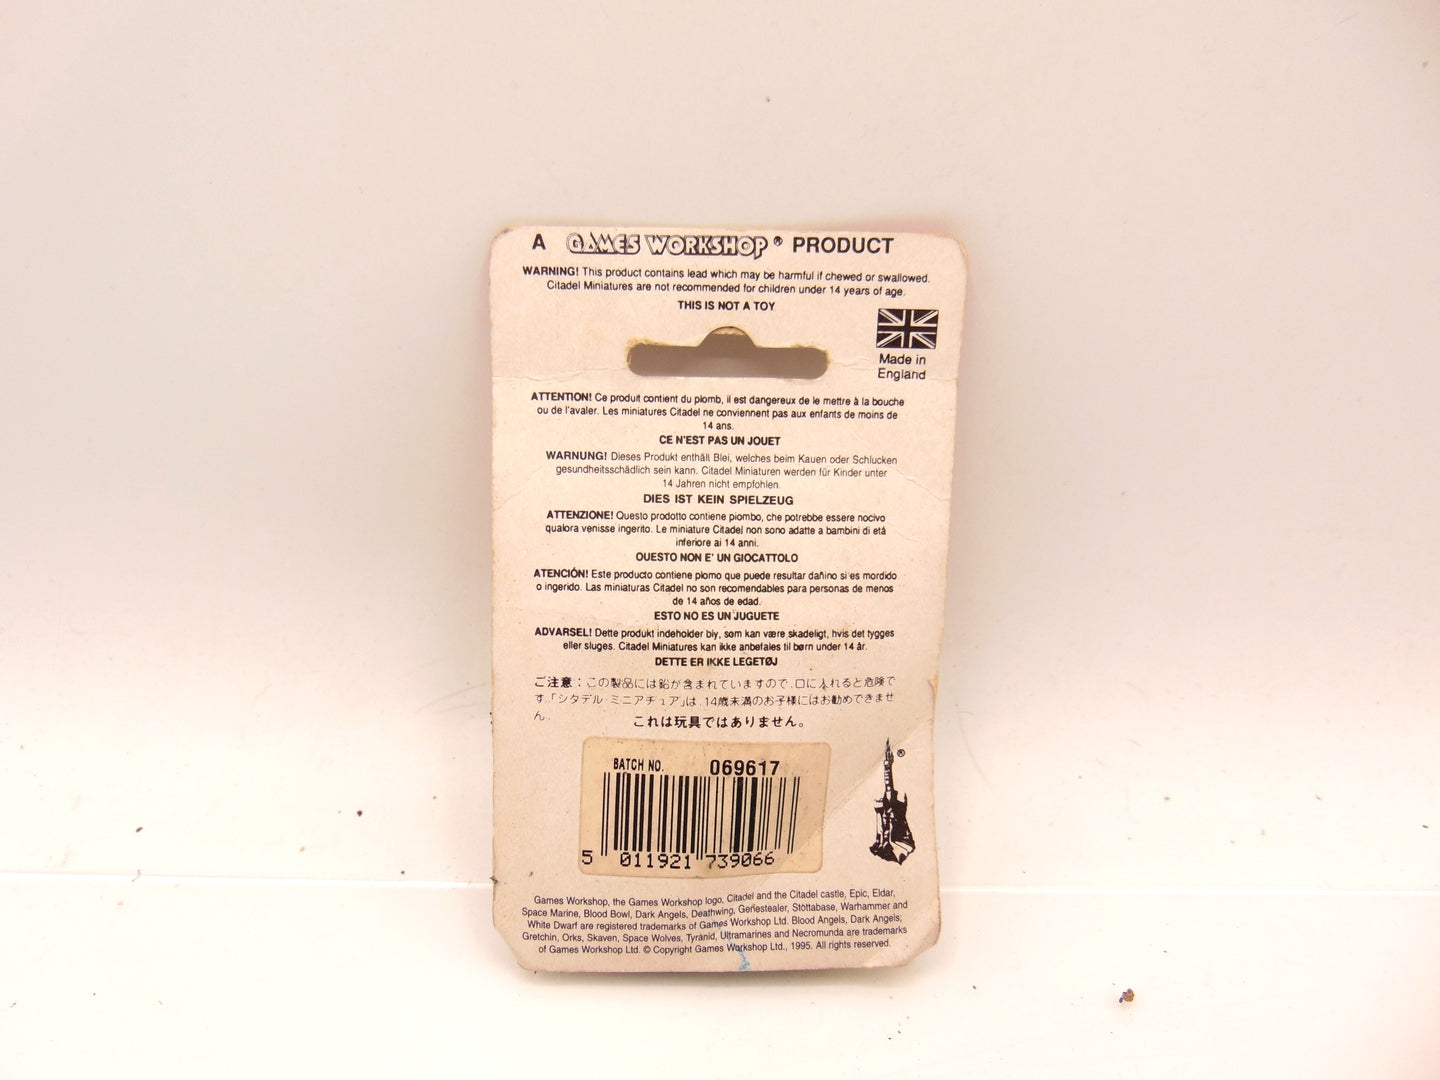 A GAMES WORKSHOP ® PRODUCT
WARNING! This product contains lead which may be harmful if chewed or swallowed.
Citadel Miniatures are not recommended for children under 14 years of age.
THIS IS NOT A TOY
Made in
England
ATTENTION! Ce produit contient du plomb, il est dangereux de le mettre à la bouche
ou de l'avaler. Les miniatures Citadel ne conviennent pas aux enfants de moins de
14 ans.
CE N'EST PAS UN JOUET
WARNUNG! Dieses Produkt enthält Blei, welches beim Kauen oder Schlucken
gesundheitsschädlich sein kann. Citadel Miniaturen werden für Kinder unter
14 Jahren nicht empfohlen.
DIES IST KEIN SPIELZEUG
ATTENZIONE! Questo prodotto contiene piombo, che potrebbe essere nocivo
qualora venisse ingerito. Le miniature Citadel non sono adatte a bambini di etá
inferiore ai 14 anni.
QUESTO NON E' UN GIOCATTOLO
ATENCIÓN! Este producto contiene plomo que puede resultar dañino si es mordido
o ingerido. Las miniaturas Citadel no son recomendables para personas de menos
de 14 años de edad.
ESTO NO ES UN JUGUETE
ADVARSEL! Dette produkt indeholder bly, som kan være skadeligt, hvis det tygges
eller sluges. Citadel Miniatures kan ikke anbefales til børn under 14 år.
DETTE ER IKKE LEGETØJ
ご注意：この製品には鉛が含まれていますので、口に入れると危険で
す。「シタデル・ミニアチュア」は、14歳未満のお子様にはお勧めできませ
ん。
これは玩具ではありません。
BATCH NO. 069617
5 011921 739066
®
Games Workshop, the Games Workshop logo, Citadel and the Citadel castle, Epic, Eldar,
Space Marine, Blood Bowl, Dark Angels, Deathwing, Genestealer, Slottabase, Warhammer and
White Dwarf are registered trademarks of Games Workshop Ltd. Blood Angels, Dark Angels,
Gretchin, Orks, Skaven, Space Wolves, Tyranid, Ultramarines and Necromunda are trademarks
of Games Workshop Ltd. © Copyright Games Workshop Ltd., 1995. All rights reserved.